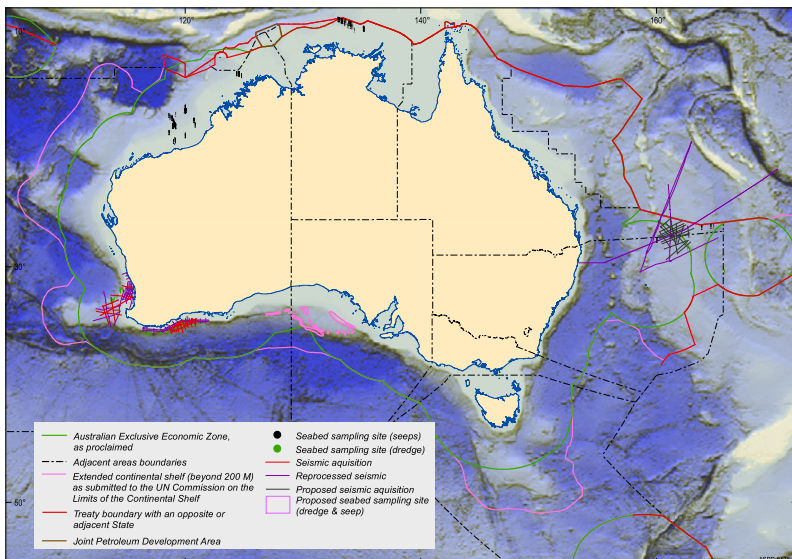 120°
140°
160°
10°
30°
50°
Australian Exclusive Economic Zone,
as proclaimed
Adjacent areas boundaries
Extended continental shelf (beyond 200 M)
as submitted to the UN Commission on the
Limits of the Continental Shelf
Treaty boundary with an opposite or
adjacent State
Joint Petroleum Development Area
Seabed sampling site (seeps)
Seabed sampling site (dredge)
Seismic aquisition
Reprocessed seismic
Proposed seismic aquisition
Proposed seabed sampling site
(dredge & seep)